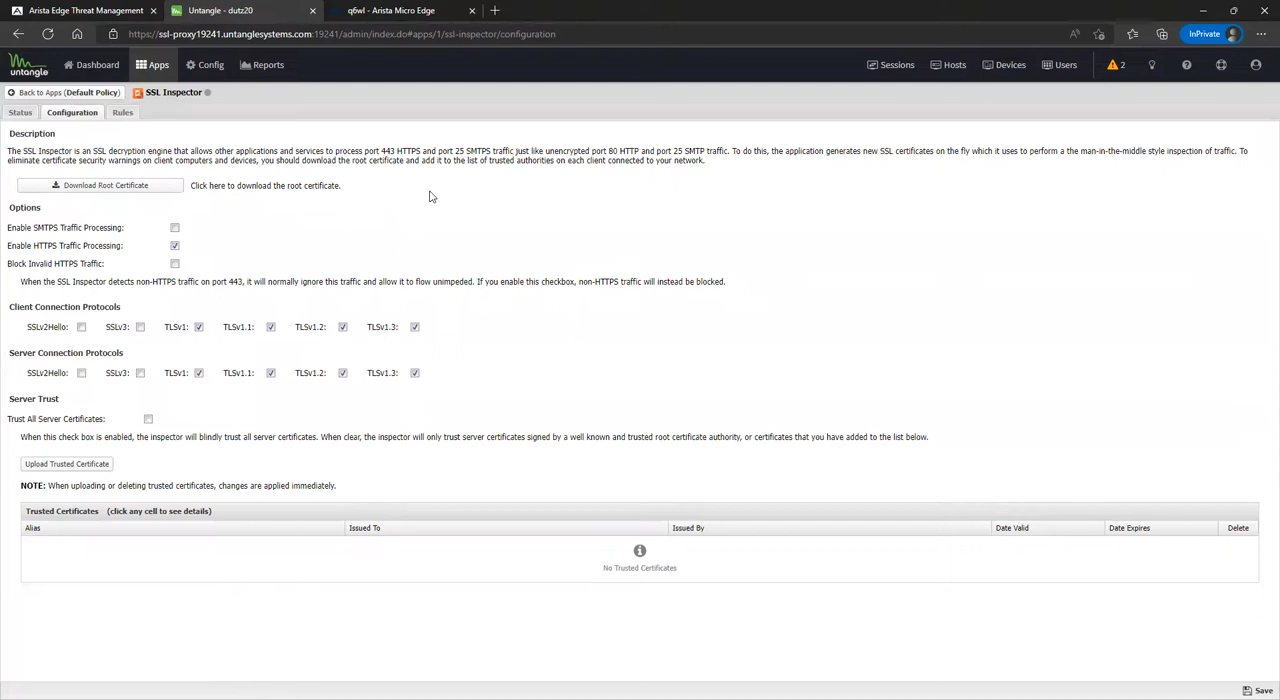 Arista Edge Threat Management
Untangle - dutz20
q6wl - Arista Micro Edge
https://ssl-proxy19241.untanglesystems.com:19241/admin/index.do#apps/1/ssl-inspector/configuration
InPrivate
untangle
Dashboard
Apps
Config
Reports
Sessions
Hosts
Devices
Users
2
Back to Apps (Default Policy)
SSL Inspector
Status
Configuration
Rules
Description
The SSL Inspector is an SSL decryption engine that allows other applications and services to process port 443 HTTPS and port 25 SMTPS traffic just like unencrypted port 80 HTTP and port 25 SMTP traffic. To do this, the application generates new SSL certificates on the fly which it uses to perform a the man-in-the-middle style inspection of traffic. To
eliminate certificate security warnings on client computers and devices, you should download the root certificate and add it to the list of trusted authorities on each client connected to your network.
Download Root Certificate
Click here to download the root certificate.
Options
Enable SMTPS Traffic Processing:
Enable HTTPS Traffic Processing:
Block Invalid HTTPS Traffic:
When the SSL Inspector detects non-HTTPS traffic on port 443, it will normally ignore this traffic and allow it to flow unimpeded. If you enable this checkbox, non-HTTPS traffic will instead be blocked.
Client Connection Protocols
SSLv2Hello: SSLv3: TLSv1: TLSv1.1: TLSv1.2: TLSv1.3:
Server Connection Protocols
SSLv2Hello: SSLv3: TLSv1: TLSv1.1: TLSv1.2: TLSv1.3:
Server Trust
Trust All Server Certificates:
When this check box is enabled, the inspector will blindly trust all server certificates. When clear, the inspector will only trust server certificates signed by a well known and trusted root certificate authority, or certificates that you have added to the list below.
Upload Trusted Certificate
NOTE: When uploading or deleting trusted certificates, changes are applied immediately.
Trusted Certificates (click any cell to see details)
Alias Issued To Issued By Date Valid Date Expires Delete
No Trusted Certificates
Save